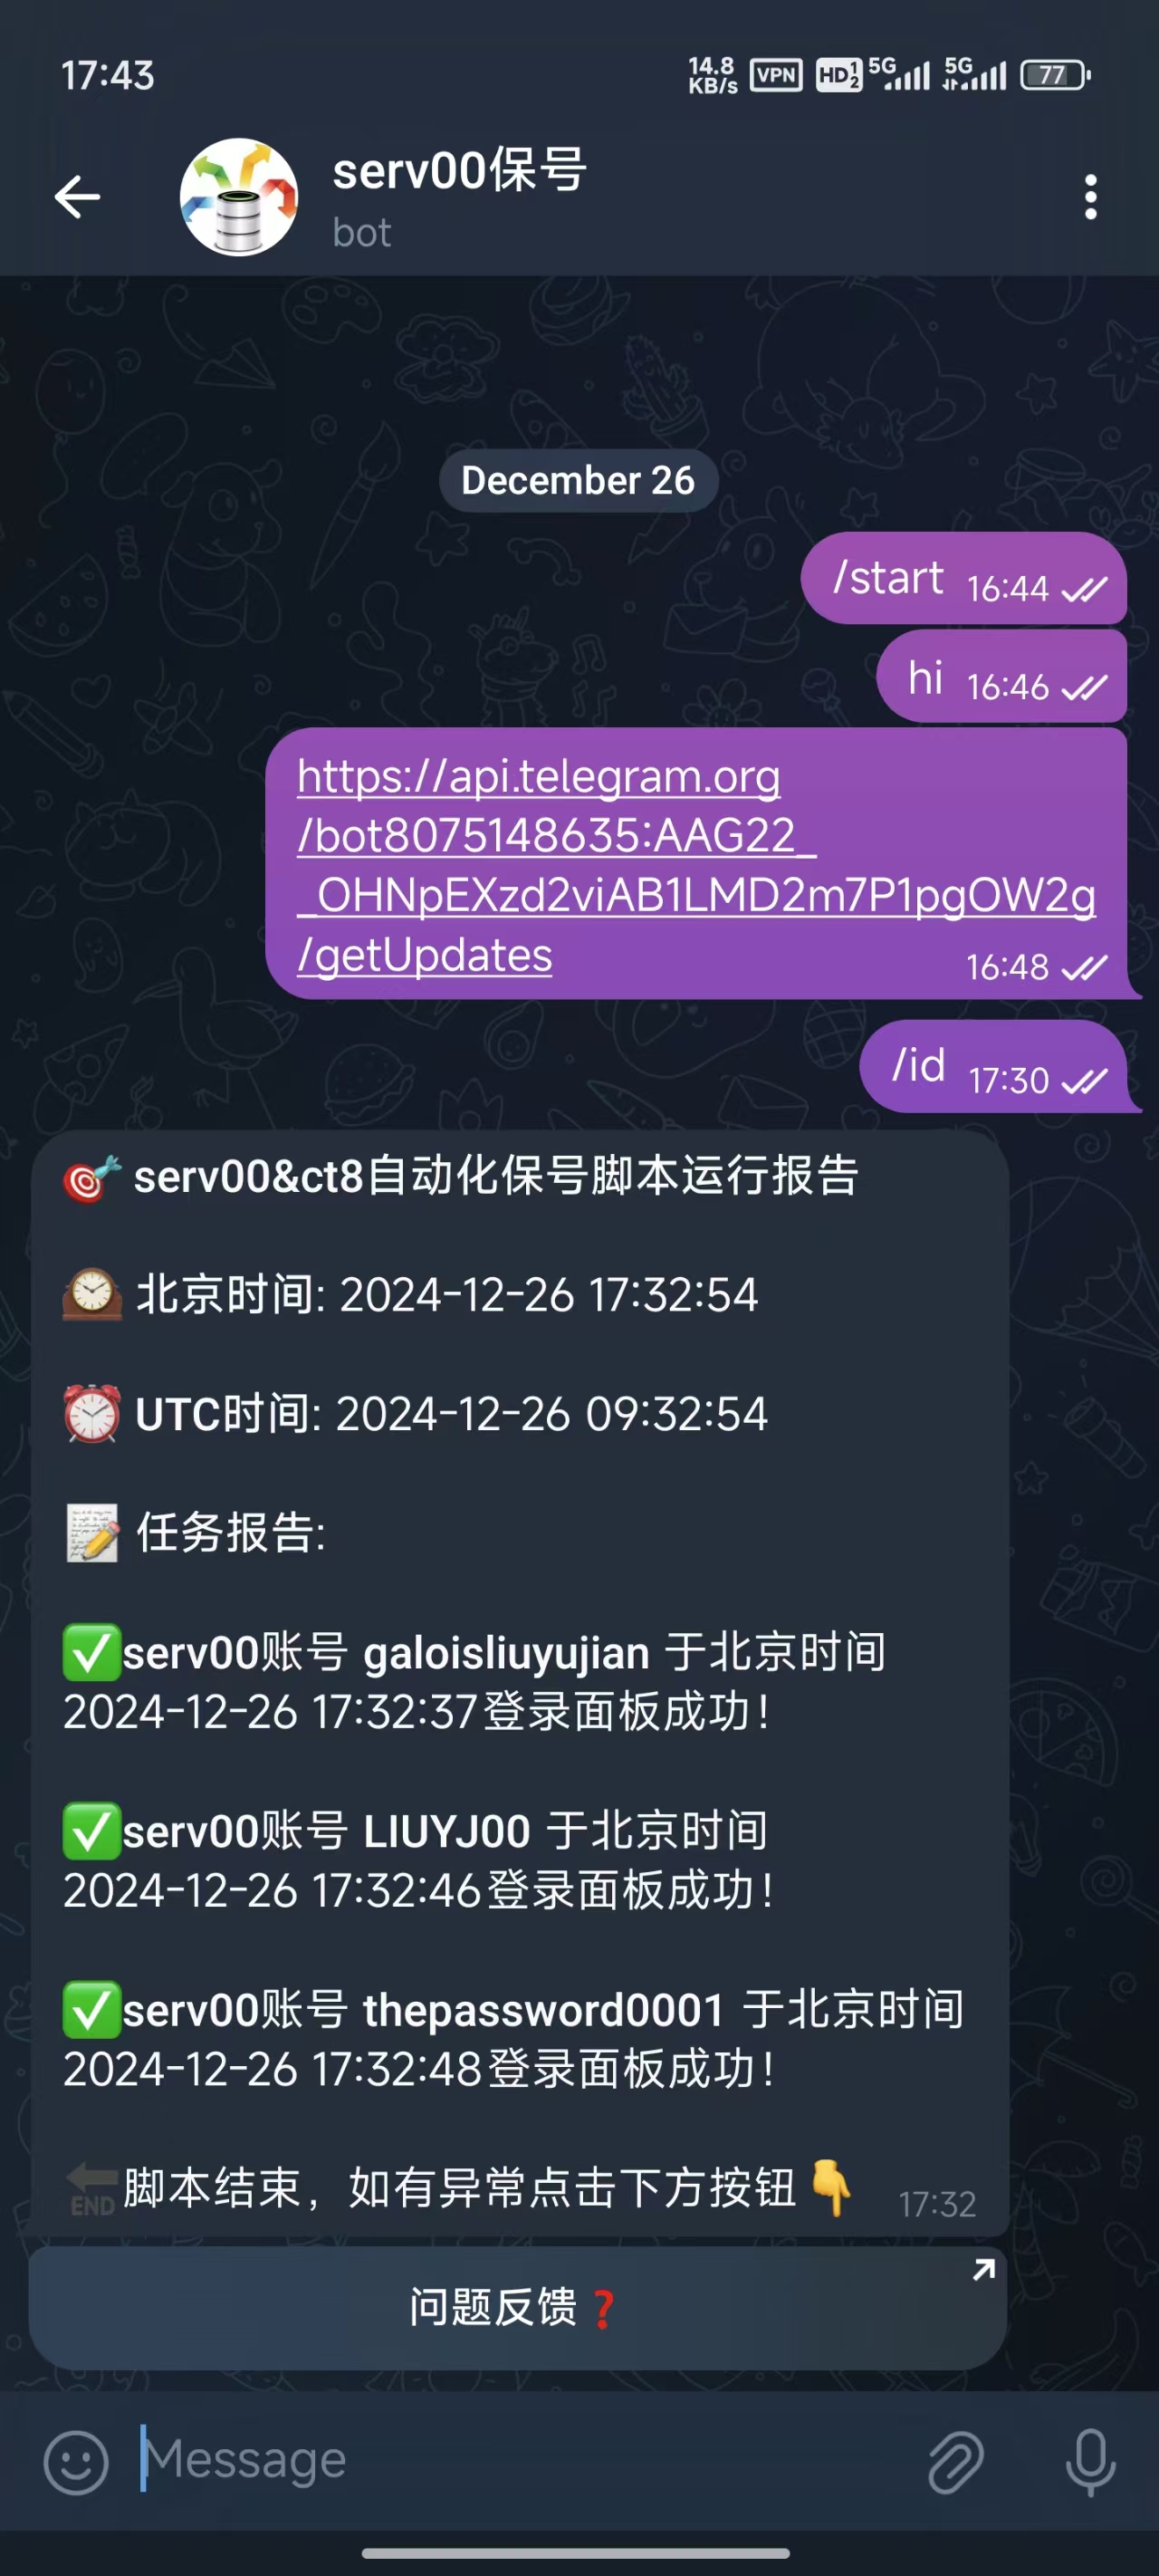 17:43
14.8 KB/s VPN HD 1 2 5G 5G 77
serv00保号
bot
December 26
/start 16:44
hi 16:46
https://api.telegram.org
/bot8075148635:AAG22_
_OHNpEXzd2viAB1LMD2m7P1pgOW2g
/getUpdates 16:48
/id 17:30
🎯 serv00&ct8自动化保号脚本运行报告
🕰 北京时间: 2024-12-26 17:32:54
⏰ UTC时间: 2024-12-26 09:32:54
📝 任务报告:
✅serv00账号 galoisliuyujian 于北京时间
2024-12-26 17:32:37登录面板成功！
✅serv00账号 LIUYJ00 于北京时间
2024-12-26 17:32:46登录面板成功！
✅serv00账号 thepassword0001 于北京时间
2024-12-26 17:32:48登录面板成功！
🔚脚本结束，如有异常点击下方按钮👇 17:32
问题反馈❓
Message